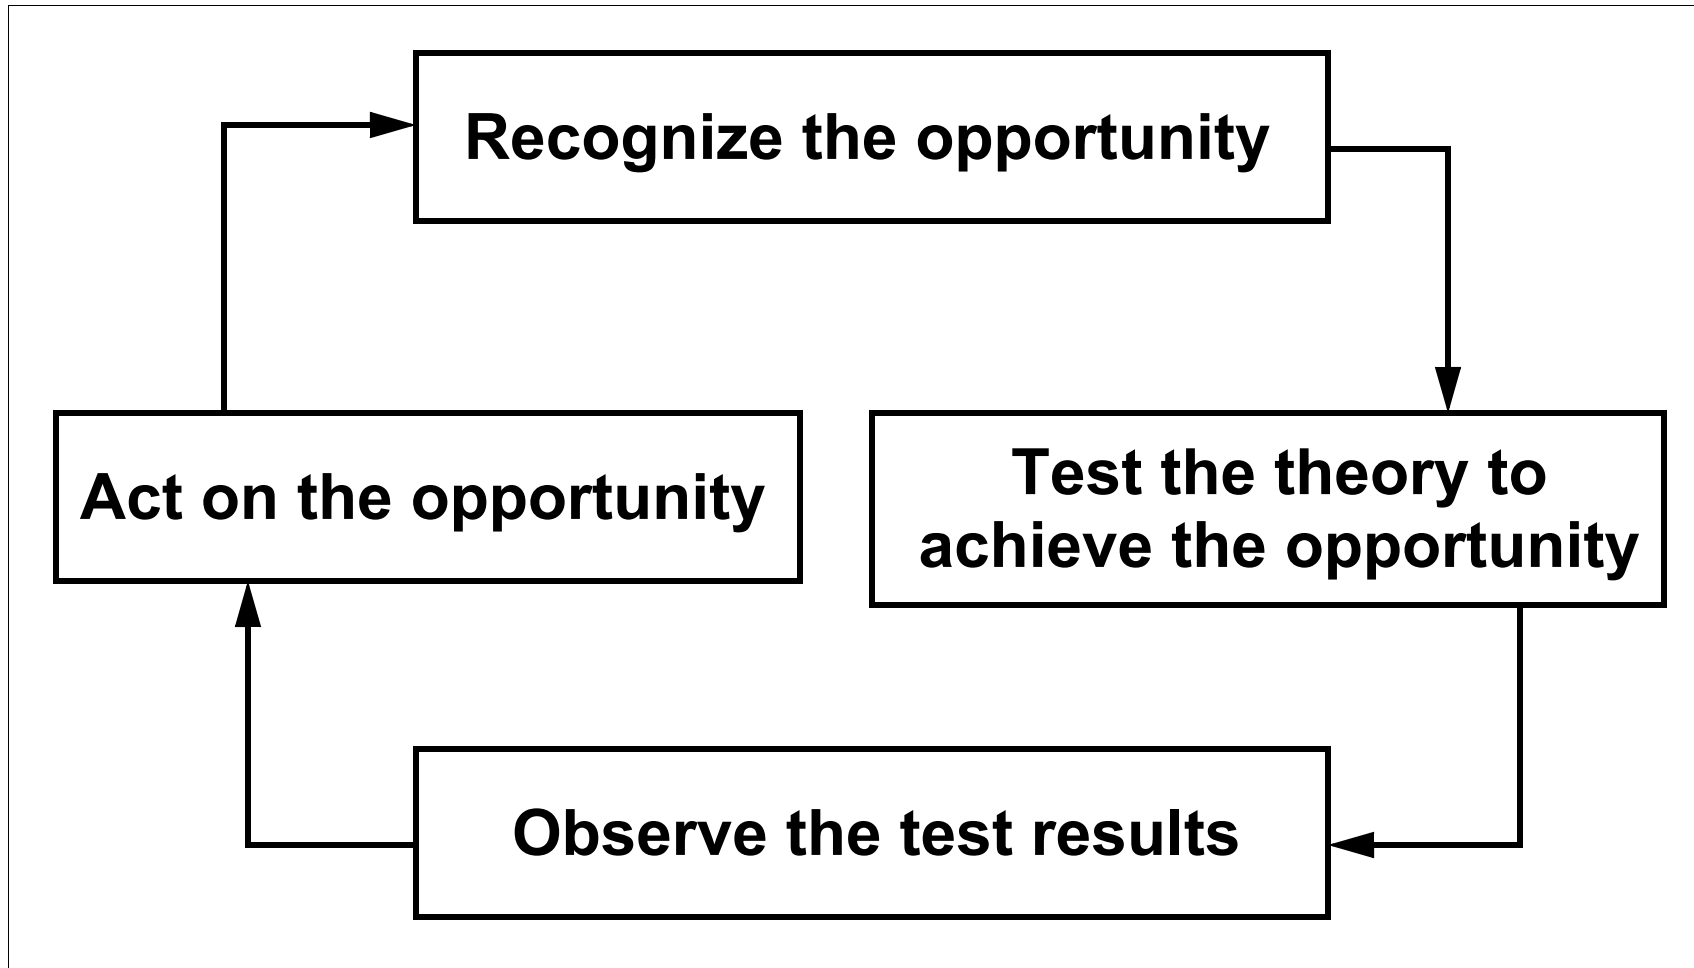 Recognize the opportunity
Act on the opportunity
Test the theory to
achieve the opportunity
Observe the test results